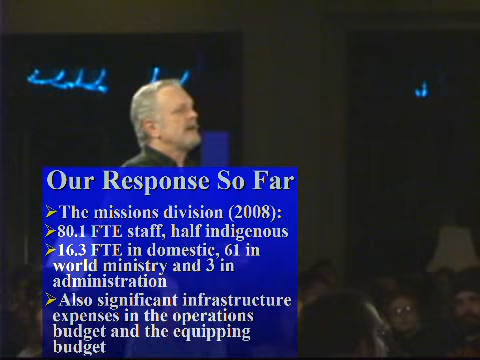 Our Response So Far
➢The missions division (2008):
➢80.1 FTE staff, half indigenous
➢16.3 FTE in domestic, 61 in
world ministry and 3 in
administration
➢Also significant infrastructure
expenses in the operations
budget and the equipping
budget